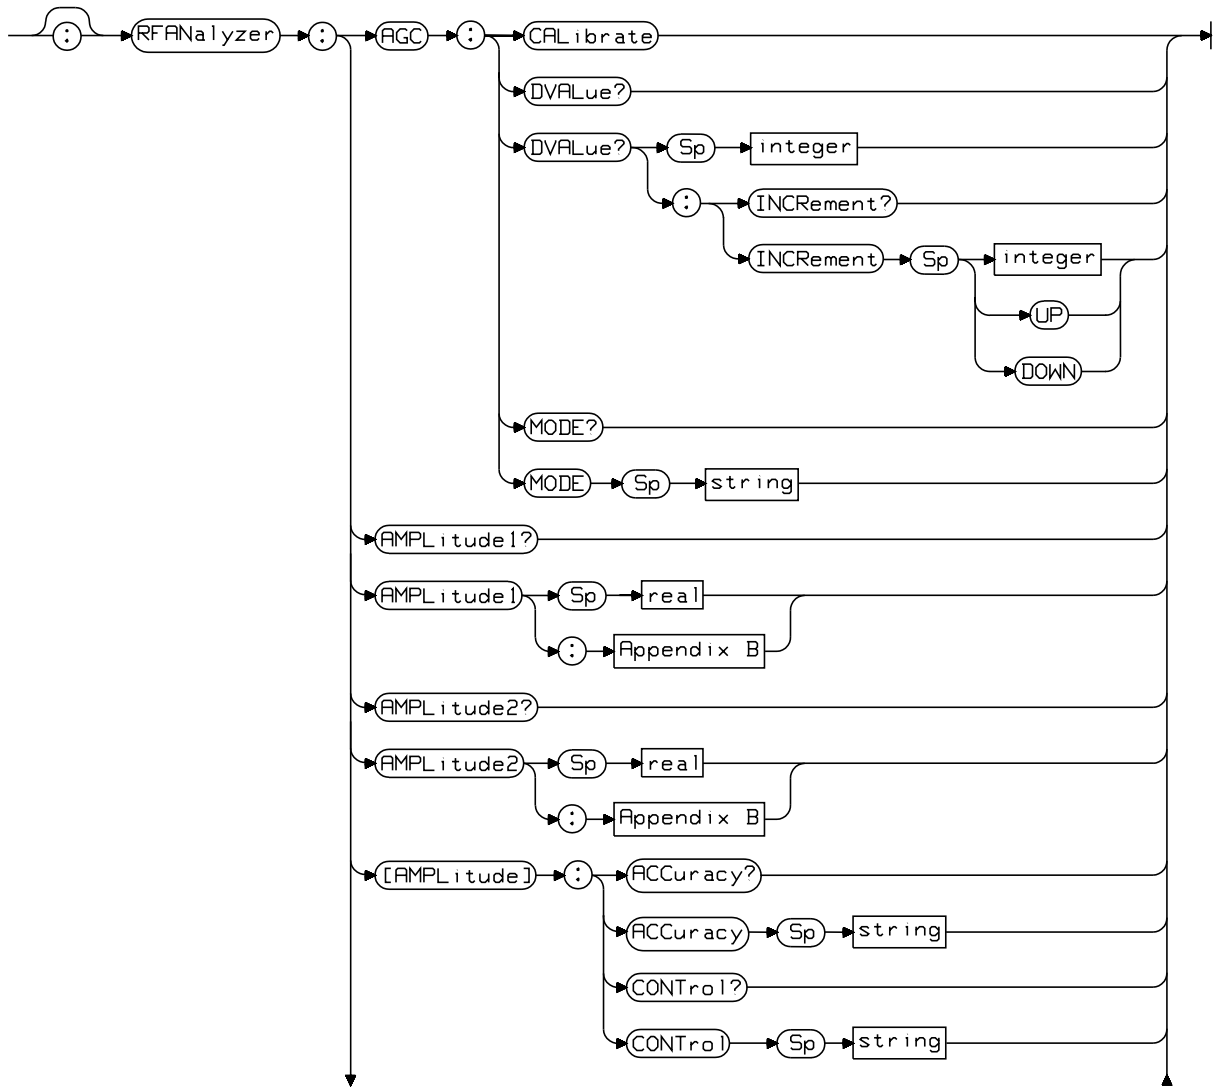 : RFANalyzer : AGC : CALibrate
DVALue?
DVALue? Sp integer
: INCRement?
INCRement Sp integer
UP
DOWN
MODE?
MODE Sp string
AMPLitude1?
AMPLitude1 Sp real
: Appendix B
AMPLitude2?
AMPLitude2 Sp real
: Appendix B
[AMPLitude] : ACCuracy?
ACCuracy Sp string
CONTrol?
CONTrol Sp string